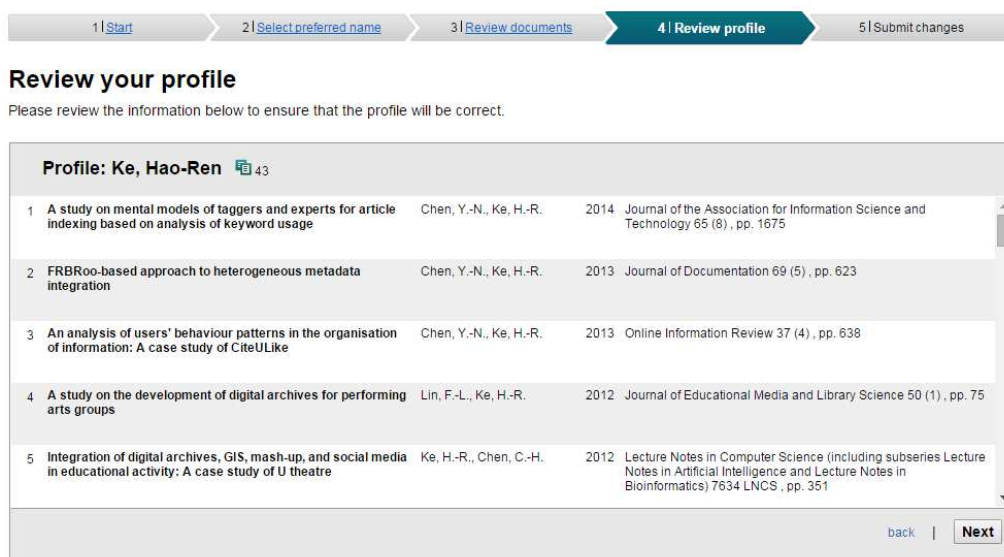 1 | Start 2 | Select preferred name 3 | Review documents 4 | Review profile 5 | Submit changes
Review your profile
Please review the information below to ensure that the profile will be correct.
Profile: Ke, Hao-Ren 43
1 A study on mental models of taggers and experts for article Chen, Y.-N., Ke, H.-R. 2014 Journal of the Association for Information Science and
indexing based on analysis of keyword usage Technology 65 (8) , pp. 1675
2 FRBRoo-based approach to heterogeneous metadata Chen, Y.-N., Ke, H.-R. 2013 Journal of Documentation 69 (5) , pp. 623
integration
3 An analysis of users' behaviour patterns in the organisation Chen, Y.-N., Ke, H.-R. 2013 Online Information Review 37 (4) , pp. 638
of information: A case study of CiteULike
4 A study on the development of digital archives for performing Lin, F.-L., Ke, H.-R. 2012 Journal of Educational Media and Library Science 50 (1) , pp. 75
arts groups
5 Integration of digital archives, GIS, mash-up, and social media Ke, H.-R., Chen, C.-H. 2012 Lecture Notes in Computer Science (including subseries Lecture
in educational activity: A case study of U theatre Notes in Artificial Intelligence and Lecture Notes in
Bioinformatics) 7634 LNCS , pp. 351
back | Next